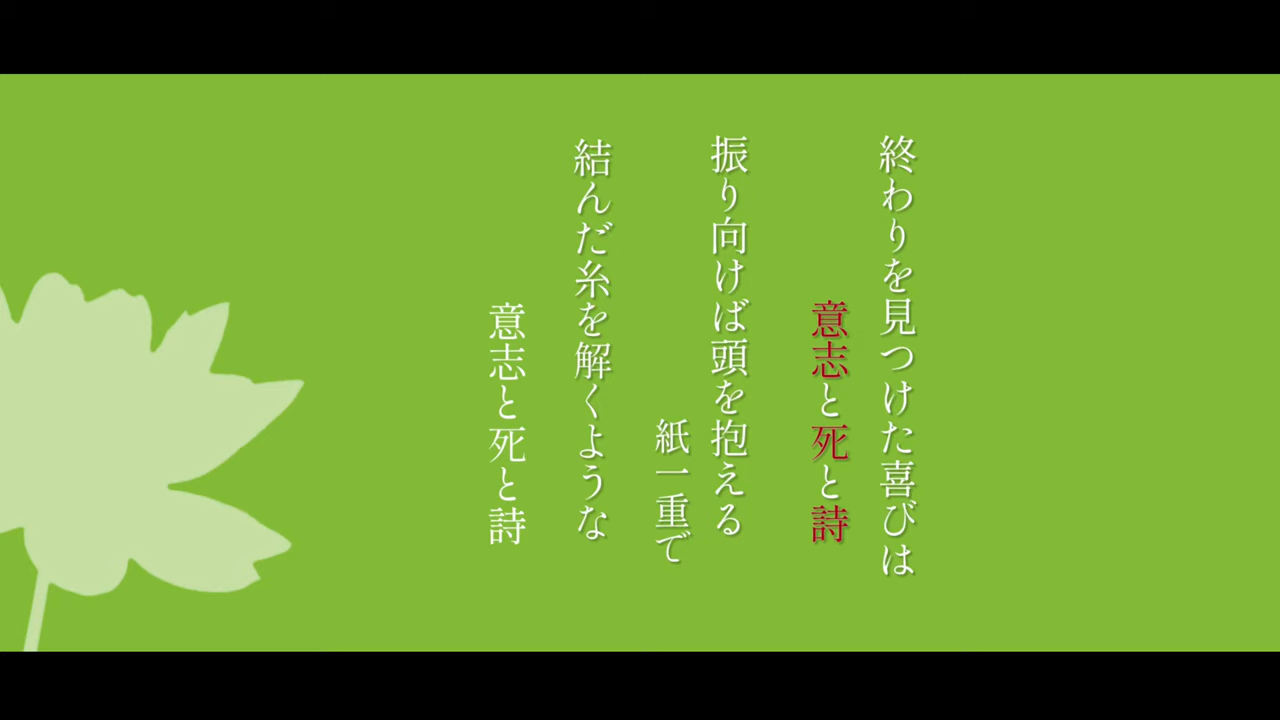 終わりを見つけた喜びは
意志と死と詩
振り向けば頭を抱える
紙一重で
結んだ糸を解くような
意志と死と詩